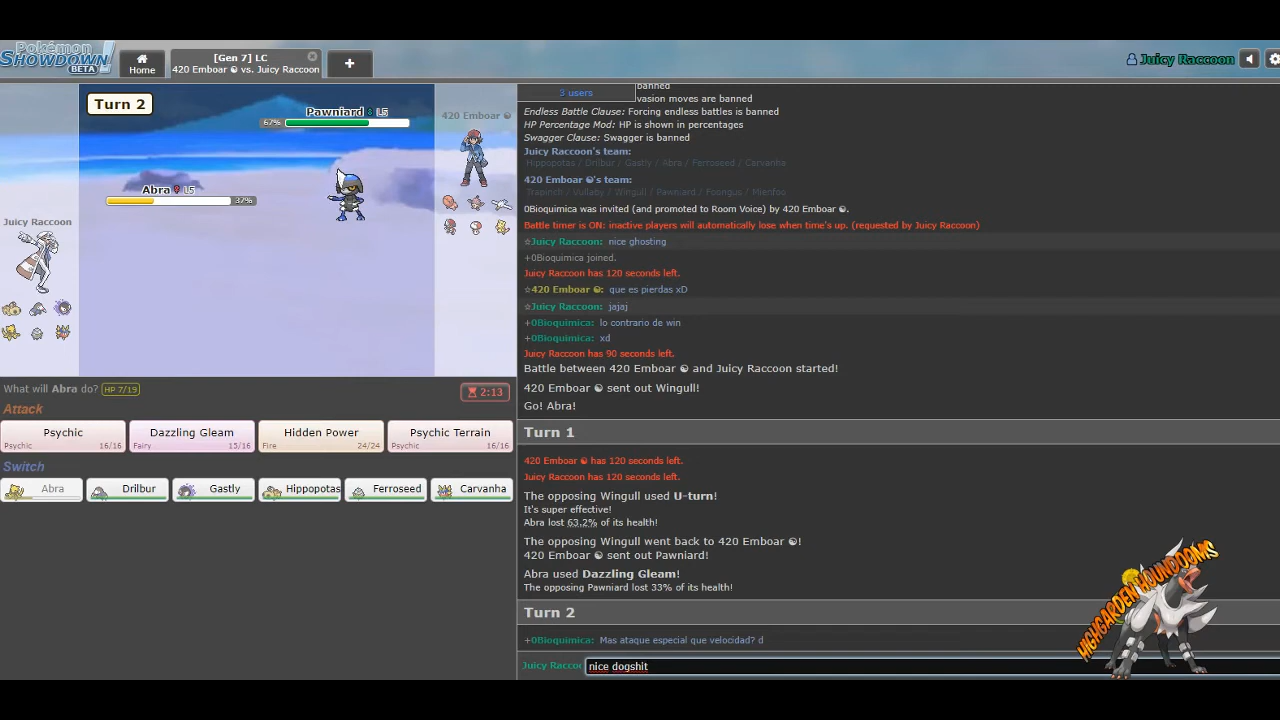 Pokémon
SHOWDOWN!
BETA
Home
[Gen 7] LC
420 Emboar ☯ vs. Juicy Raccoon
+
Juicy Raccoon
Turn 2
Pawniard ♂ L5
67%
Abra ♀ L5
37%
Juicy Raccoon
420 Emboar ☯
What will Abra do? HP 7/19
2:13
Attack
Psychic
Psychic 16/16
Dazzling Gleam
Fairy 15/16
Hidden Power
Fire 24/24
Psychic Terrain
Psychic 16/16
Switch
Abra
Drilbur
Gastly
Hippopotas
Ferroseed
Carvanha
3 users
banned
vasion moves are banned
Endless Battle Clause: Forcing endless battles is banned
HP Percentage Mod: HP is shown in percentages
Swagger Clause: Swagger is banned
Juicy Raccoon's team:
Hippopotas / Drilbur / Gastly / Abra / Ferroseed / Carvanha
420 Emboar ☯'s team:
Trapinch / Vullaby / Wingull / Pawniard / Foongus / Mienfoo
0Bioquimica was invited (and promoted to Room Voice) by 420 Emboar ☯.
Battle timer is ON: inactive players will automatically lose when time's up. (requested by Juicy Raccoon)
☆Juicy Raccoon: nice ghosting
+0Bioquimica joined.
Juicy Raccoon has 120 seconds left.
☆420 Emboar ☯: que es pierdas xD
☆Juicy Raccoon: jajaj
+0Bioquimica: lo contrario de win
+0Bioquimica: xd
Juicy Raccoon has 90 seconds left.
Battle between 420 Emboar ☯ and Juicy Raccoon started!
420 Emboar ☯ sent out Wingull!
Go! Abra!
Turn 1
420 Emboar ☯ has 120 seconds left.
Juicy Raccoon has 120 seconds left.
The opposing Wingull used U-turn!
It's super effective!
Abra lost 63.2% of its health!
The opposing Wingull went back to 420 Emboar ☯!
420 Emboar ☯ sent out Pawniard!
Abra used Dazzling Gleam!
The opposing Pawniard lost 33% of its health!
Turn 2
+0Bioquimica: Mas ataque especial que velocidad? d
Juicy Raccoo nice dogshit
HIGHGARDEN HOUNDOOMS